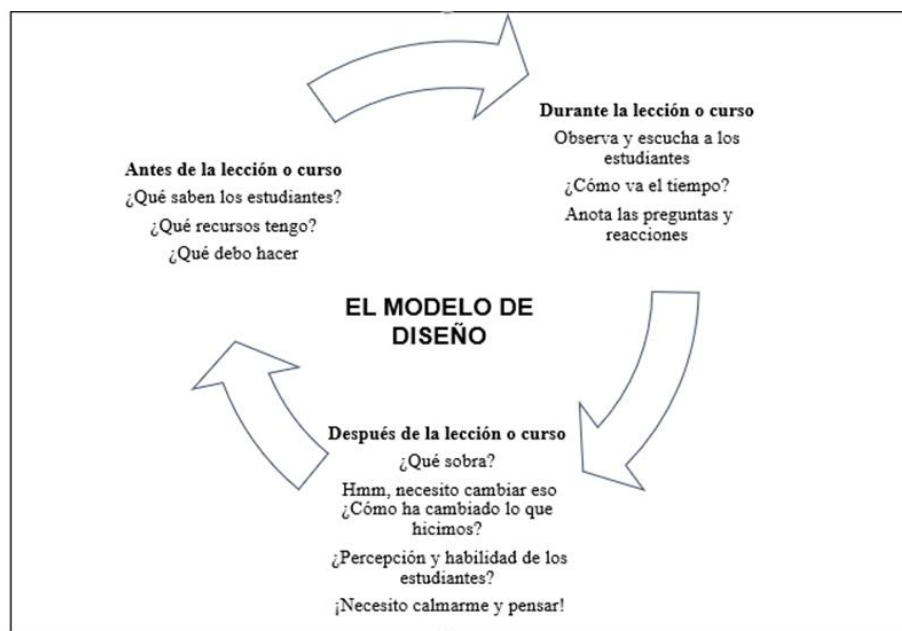 Antes de la lección o curso
¿Qué saben los estudiantes?
¿Qué recursos tengo?
¿Qué debo hacer
Durante la lección o curso
Observa y escucha a los
estudiantes
¿Cómo va el tiempo?
Anota las preguntas y
reacciones
EL MODELO DE
DISEÑO
Después de la lección o curso
¿Qué sobra?
Hmm, necesito cambiar eso
¿Cómo ha cambiado lo que
hicimos?
¿Percepción y habilidad de los
estudiantes?
¡Necesito calmarme y pensar!